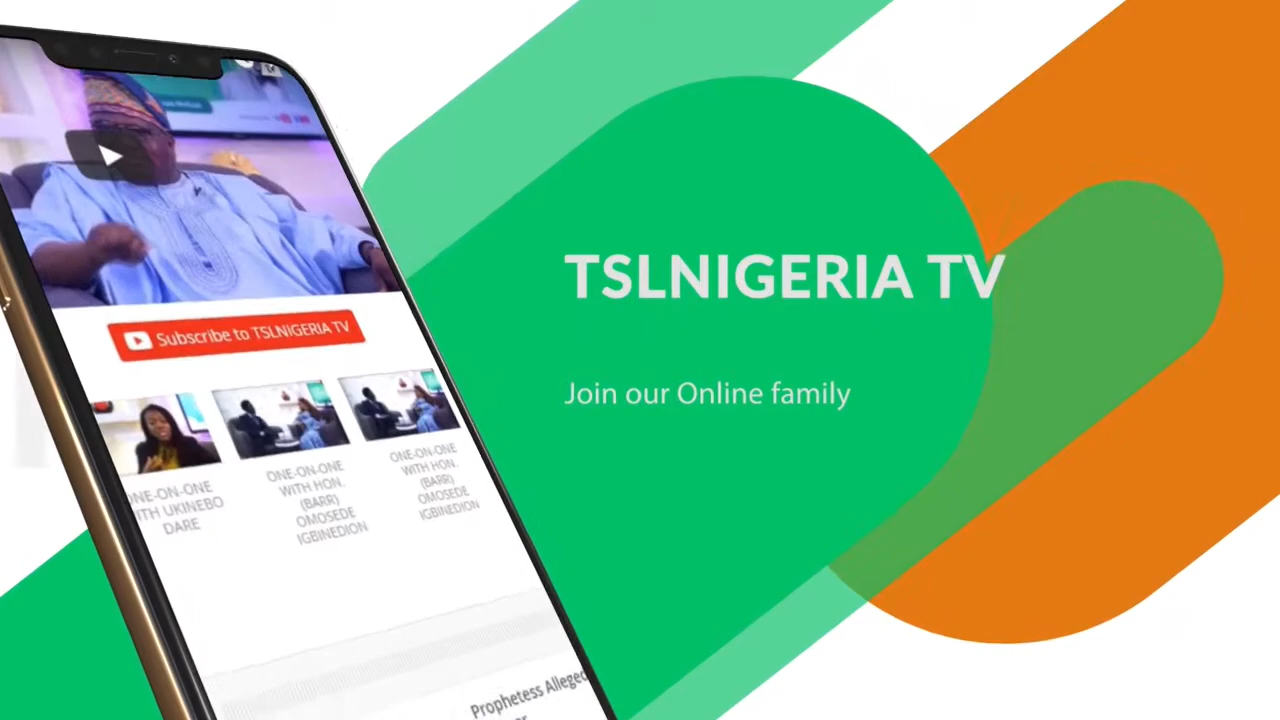 Subscribe to TSLNIGERIA TV
ONE-ON-ONE
WITH UKINEBO
DARE
ONE-ON-ONE
WITH HON.
(BARR)
OMOSEDE
IGBINEDION
ONE-ON-ONE
WITH HON.
(BARR)
OMOSEDE
IGBINEDION
Prophetess Alleged
TSLNIGERIA TV
Join our Online family